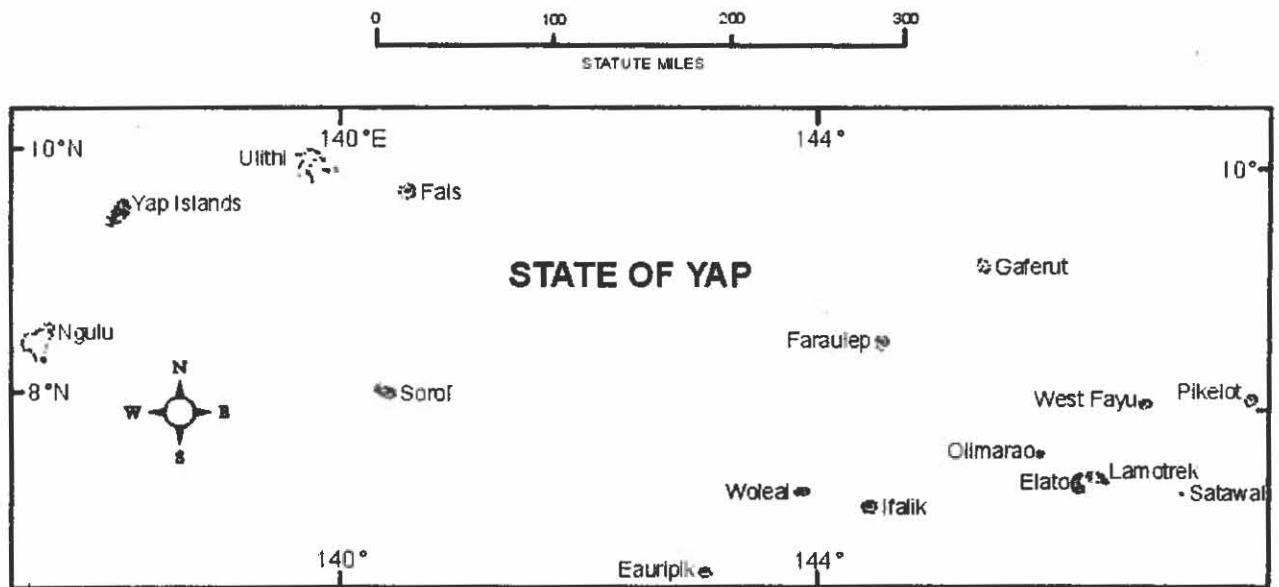 0 100 200 300
STATUTE MILES
140°E 144°
10°N 10°
Ulithi
Fais
Yap Islands
STATE OF YAP
Gaferut
Ngulu
Faraulep
8°N
Sorol
N
W E
S
West Fayu
Pikelot
Olimarao
Elato
Lamotrek
Woleai
Ifalik
Satawal
140° 144°
Eauripik